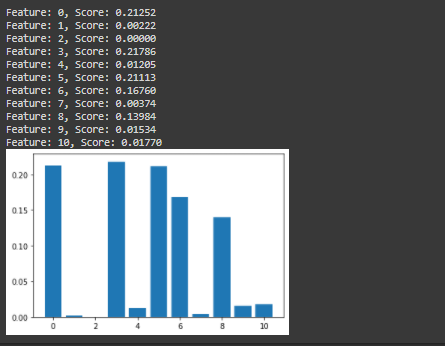 Feature: 0, Score: 0.21252
Feature: 1, Score: 0.00222
Feature: 2, Score: 0.00000
Feature: 3, Score: 0.21786
Feature: 4, Score: 0.01205
Feature: 5, Score: 0.21113
Feature: 6, Score: 0.16760
Feature: 7, Score: 0.00374
Feature: 8, Score: 0.13984
Feature: 9, Score: 0.01534
Feature: 10, Score: 0.01770
0.20
0.15
0.10
0.05
0.00
0 2 4 6 8 10